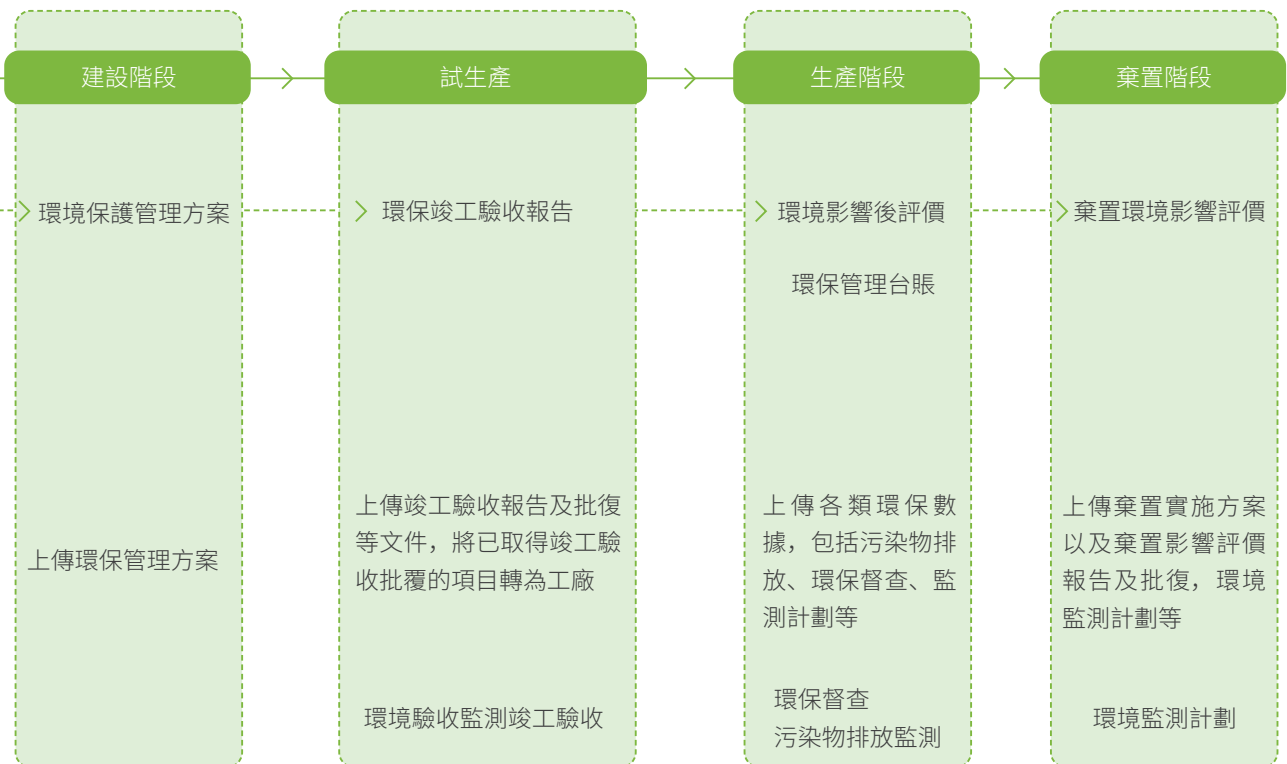 建設階段
試生產
生產階段
棄置階段
環境保護管理方案
環保竣工驗收報告
環境影響後評價
棄置環境影響評價
環保管理台賬
上傳環保管理方案
上傳竣工驗收報告及批復
等文件，將已取得竣工驗
收批覆的項目轉為工廠
上傳各類環保數
據，包括污染物排
放、環保督查、監
測計劃等
上傳棄置實施方案
以及棄置影響評價
報告及批復，環境
監測計劃等
環境驗收監測竣工驗收
環保督查
污染物排放監測
環境監測計劃